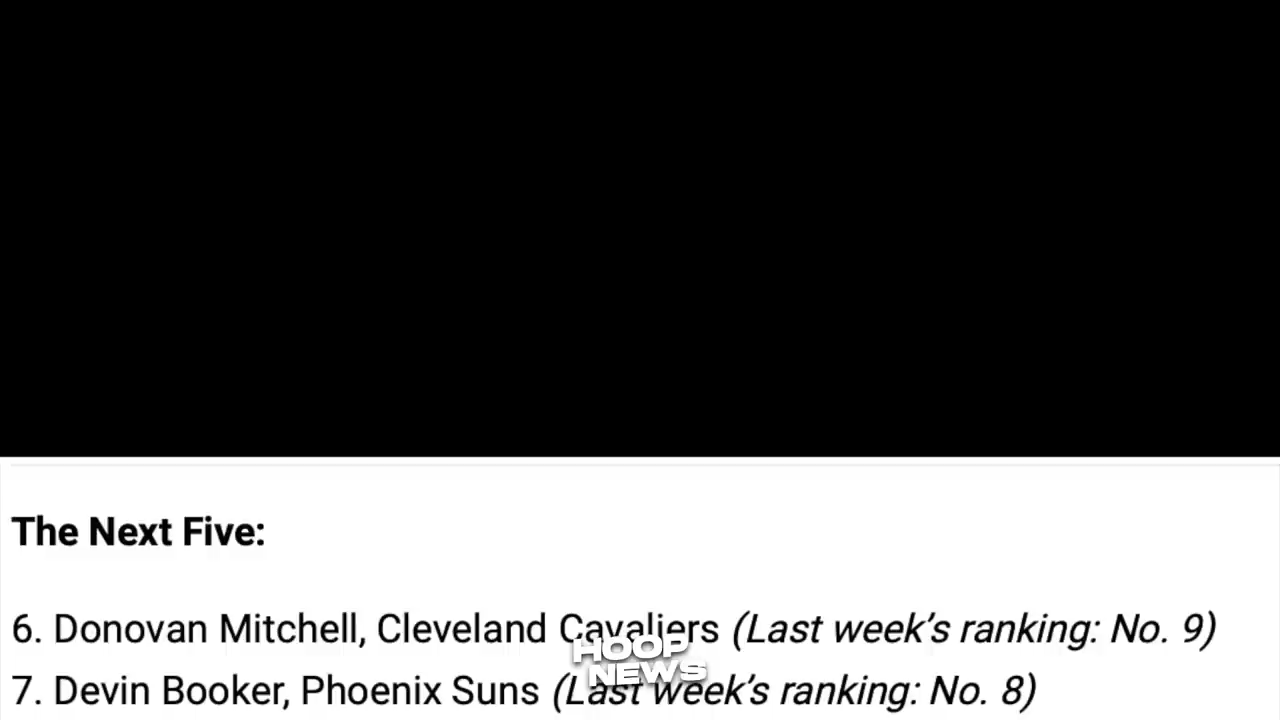 The Next Five:
6. Donovan Mitchell, Cleveland Cavaliers (Last week's ranking: No. 9)
7. Devin Booker, Phoenix Suns (Last week's ranking: No. 8)
HOOP
NEWS